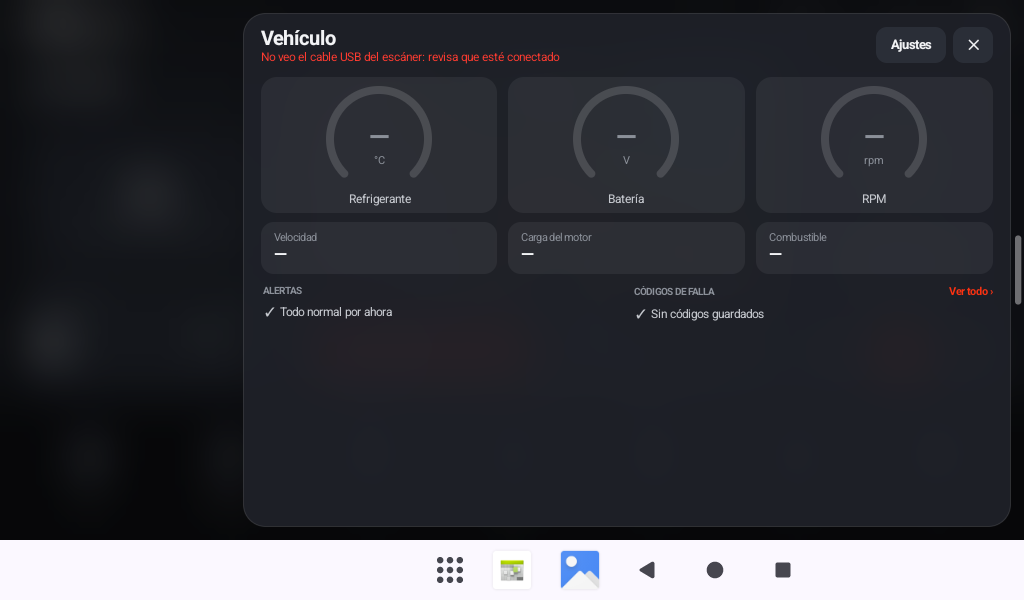 Vehículo
No veo el cable USB del escáner: revisa que esté conectado
Ajustes
—
°C
Refrigerante
—
V
Batería
—
rpm
RPM
Velocidad
—
Carga del motor
—
Combustible
—
ALERTAS
✓ Todo normal por ahora
CÓDIGOS DE FALLA
Ver todo ›
✓ Sin códigos guardados